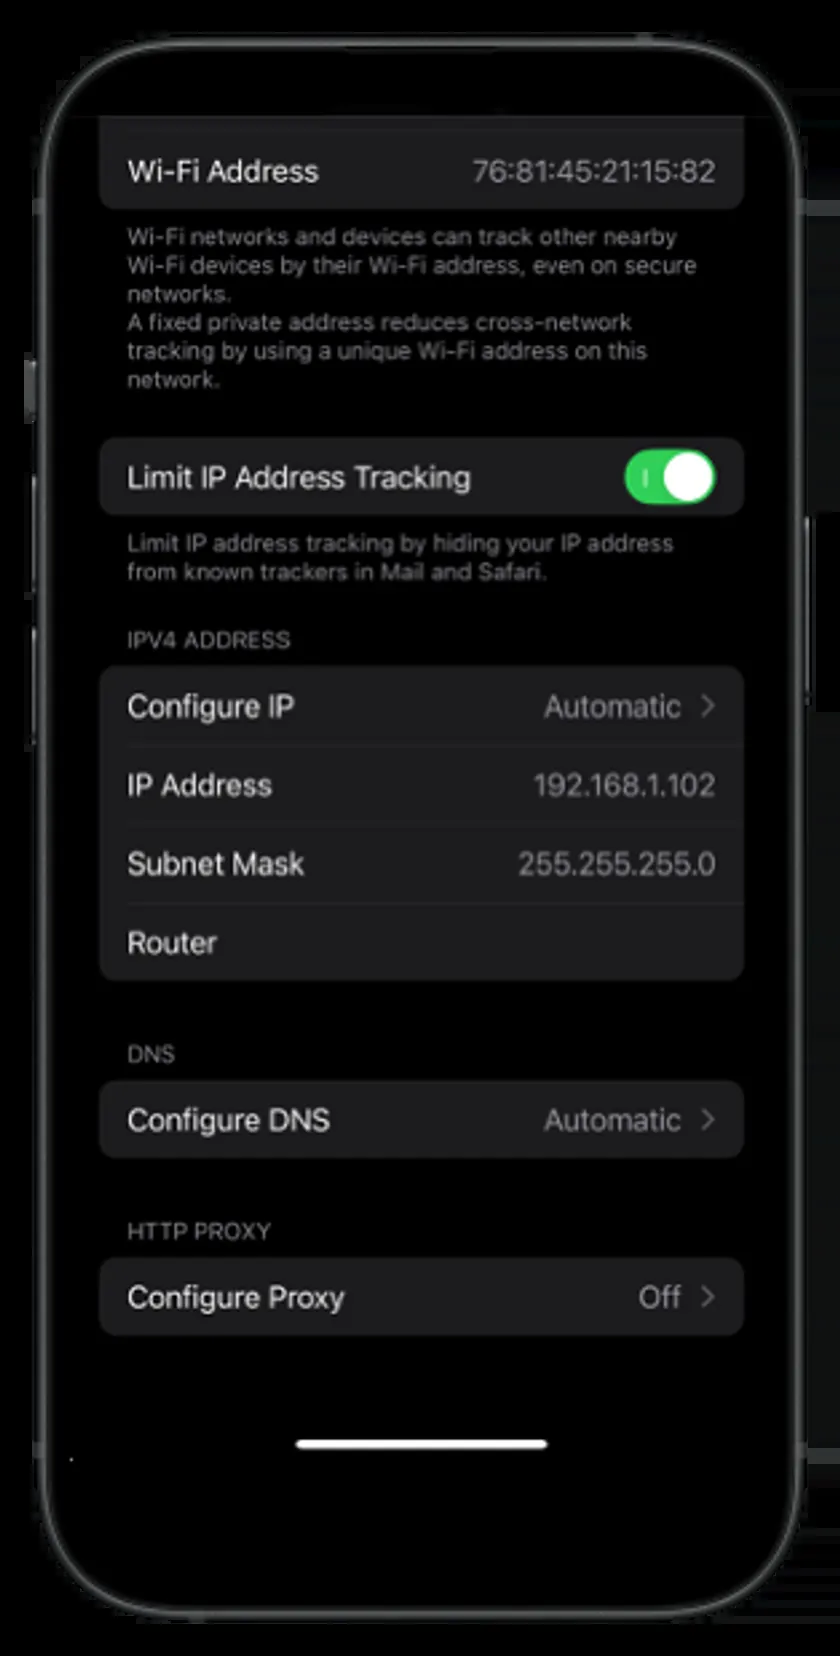 Wi-Fi Address 76:81:45:21:15:82
Wi-Fi networks and devices can track other nearby
Wi-Fi devices by their Wi-Fi address, even on secure
networks.
A fixed private address reduces cross-network
tracking by using a unique Wi-Fi address on this
network.
Limit IP Address Tracking
Limit IP address tracking by hiding your IP address
from known trackers in Mail and Safari.
IPV4 ADDRESS
Configure IP Automatic
IP Address 192.168.1.102
Subnet Mask 255.255.255.0
Router
DNS
Configure DNS Automatic
HTTP PROXY
Configure Proxy Off